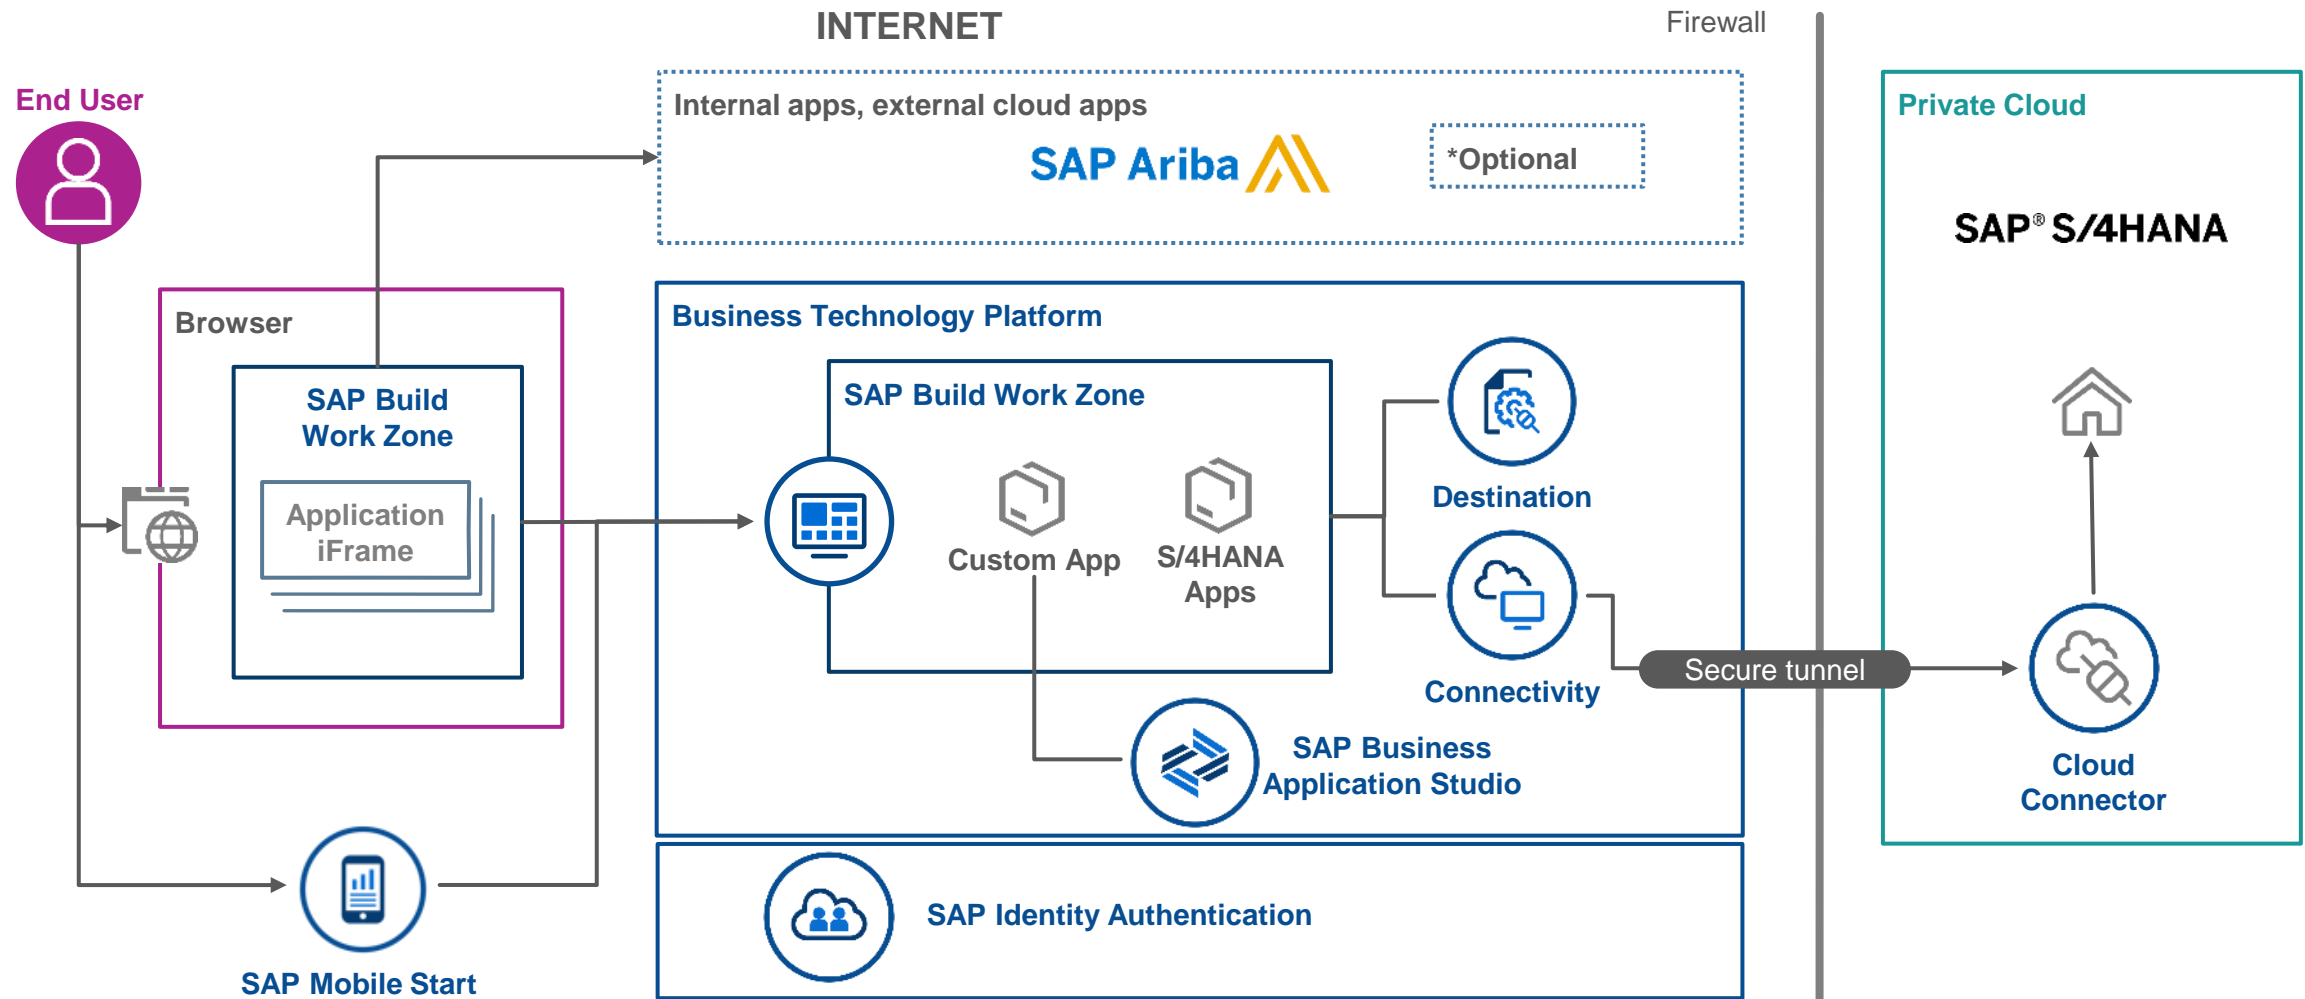 INTERNET
Firewall
End User
Internal apps, external cloud apps
SAP Ariba
*Optional
Private Cloud
SAP® S/4HANA
Browser
SAP Build
Work Zone
Application
iFrame
Business Technology Platform
SAP Build Work Zone
Custom App
S/4HANA
Apps
Destination
Connectivity
Secure tunnel
SAP Business
Application Studio
Cloud
Connector
SAP Identity Authentication
SAP Mobile Start